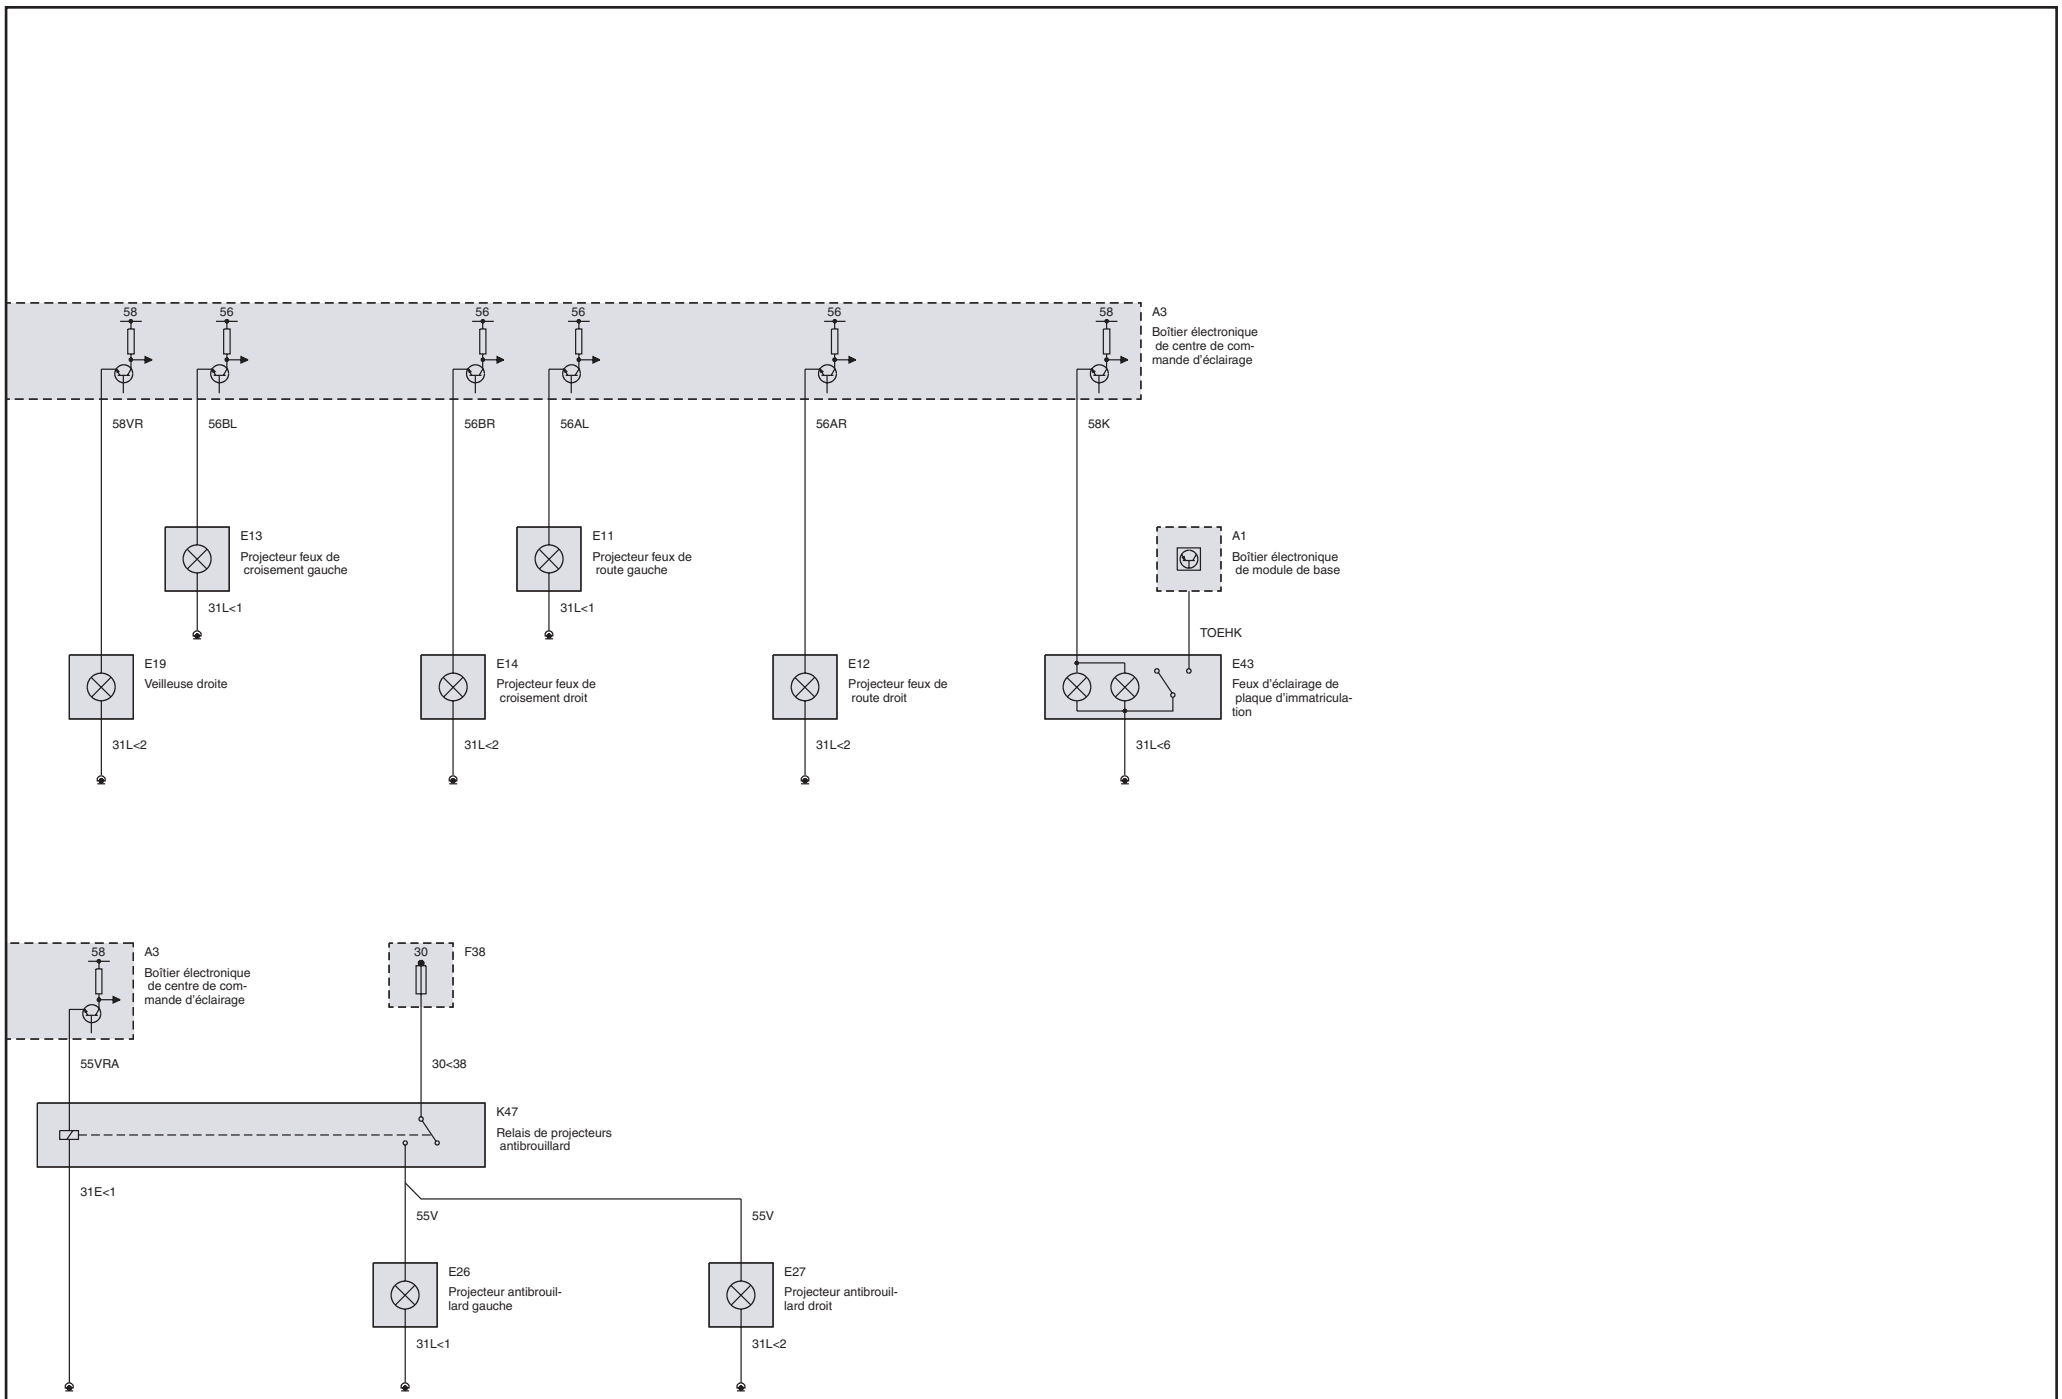 58
56
56
56
56
58
A3
Boîtier électronique
de centre de com-
mande d'éclairage
58VR
56BL
56BR
56AL
56AR
58K
E13
Projecteur feux de
croisement gauche
E11
Projecteur feux de
route gauche
A1
Boîtier électronique
de module de base
31L<1
31L<1
TOEHK
E19
Veilleuse droite
E14
Projecteur feux de
croisement droit
E12
Projecteur feux de
route droit
E43
Feux d'éclairage de
plaque d'immatricula-
tion
31L<2
31L<2
31L<2
31L<6
58
A3
Boîtier électronique
de centre de com-
mande d'éclairage
30
F38
55VRA
30<38
K47
Relais de projecteurs
antibrouillard
31E<1
55V
55V
E26
Projecteur antibrouil-
lard gauche
E27
Projecteur antibrouil-
lard droit
31L<1
31L<2